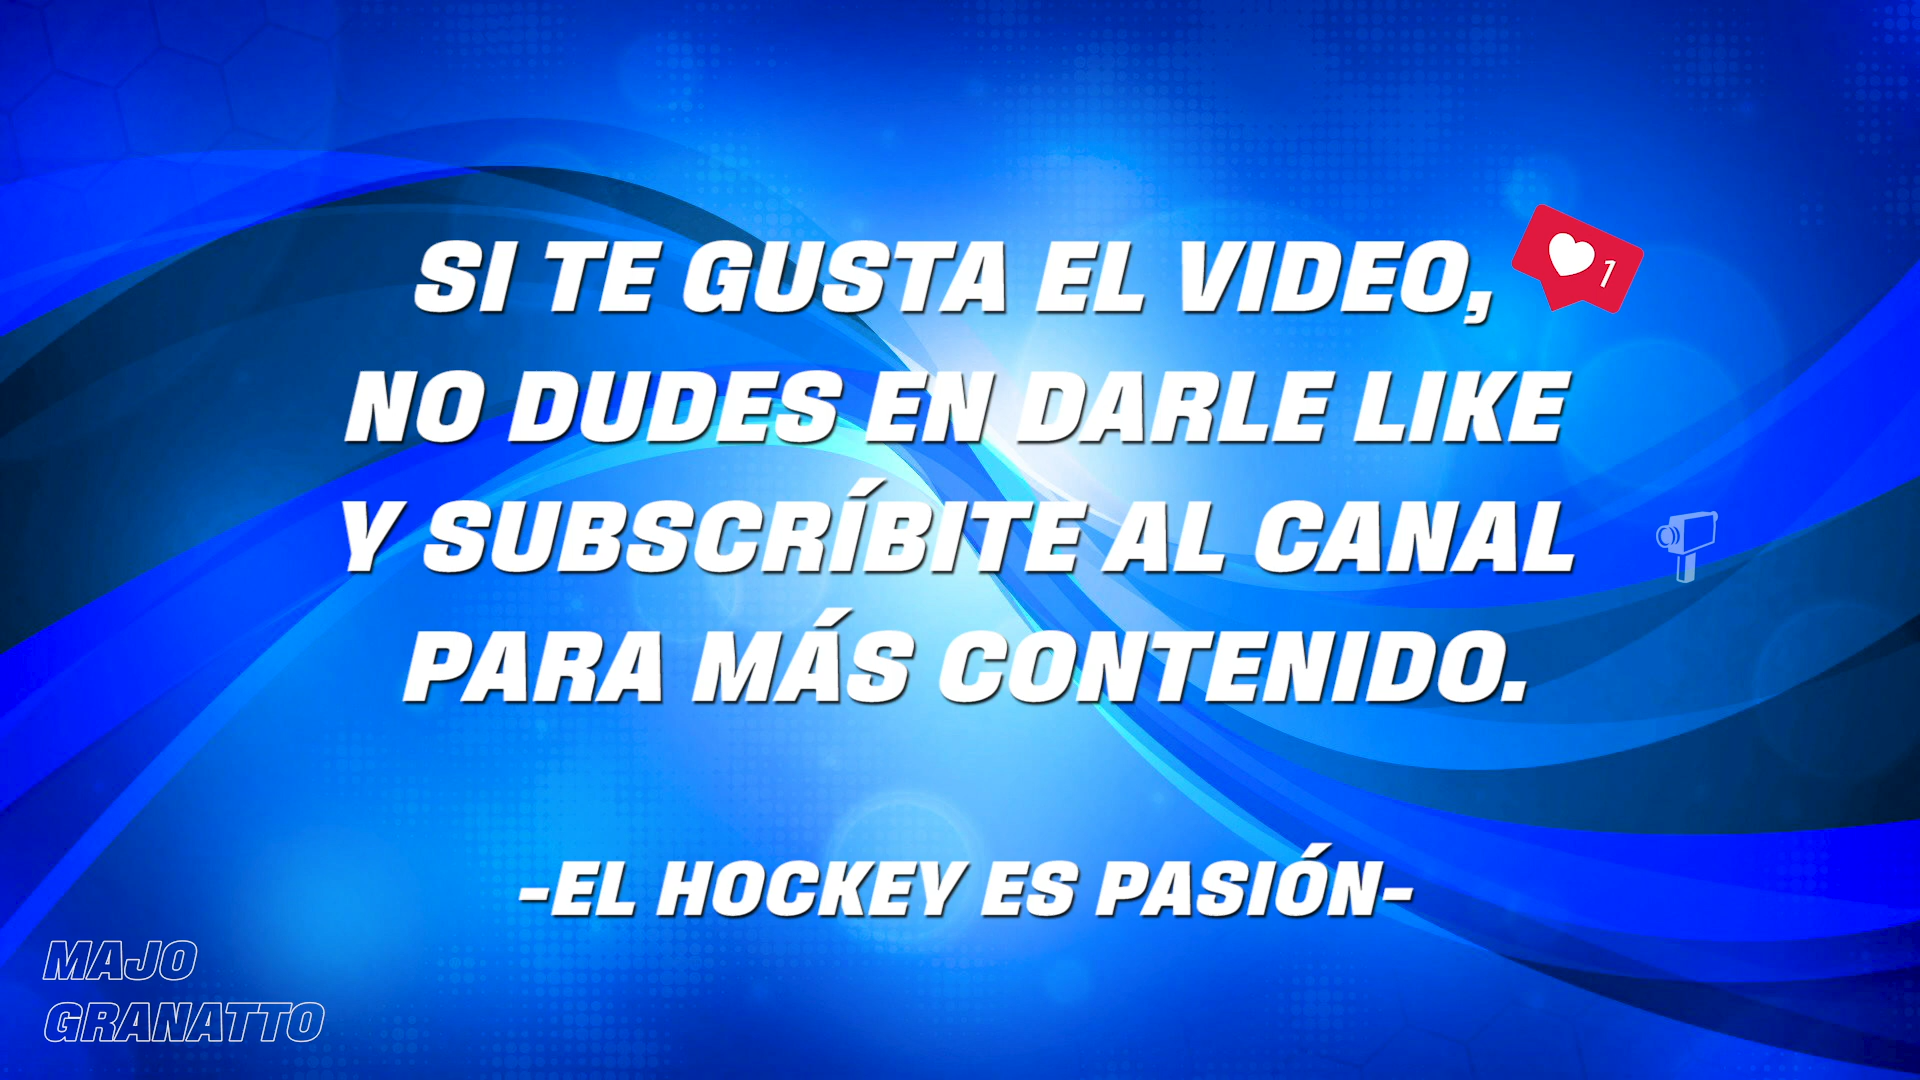 SI TE GUSTA EL VIDEO,
1
NO DUDES EN DARLE LIKE
Y SUBSCRÍBITE AL CANAL
PARA MÁS CONTENIDO.
-EL HOCKEY ES PASIÓN-
MAJO
GRANATTO